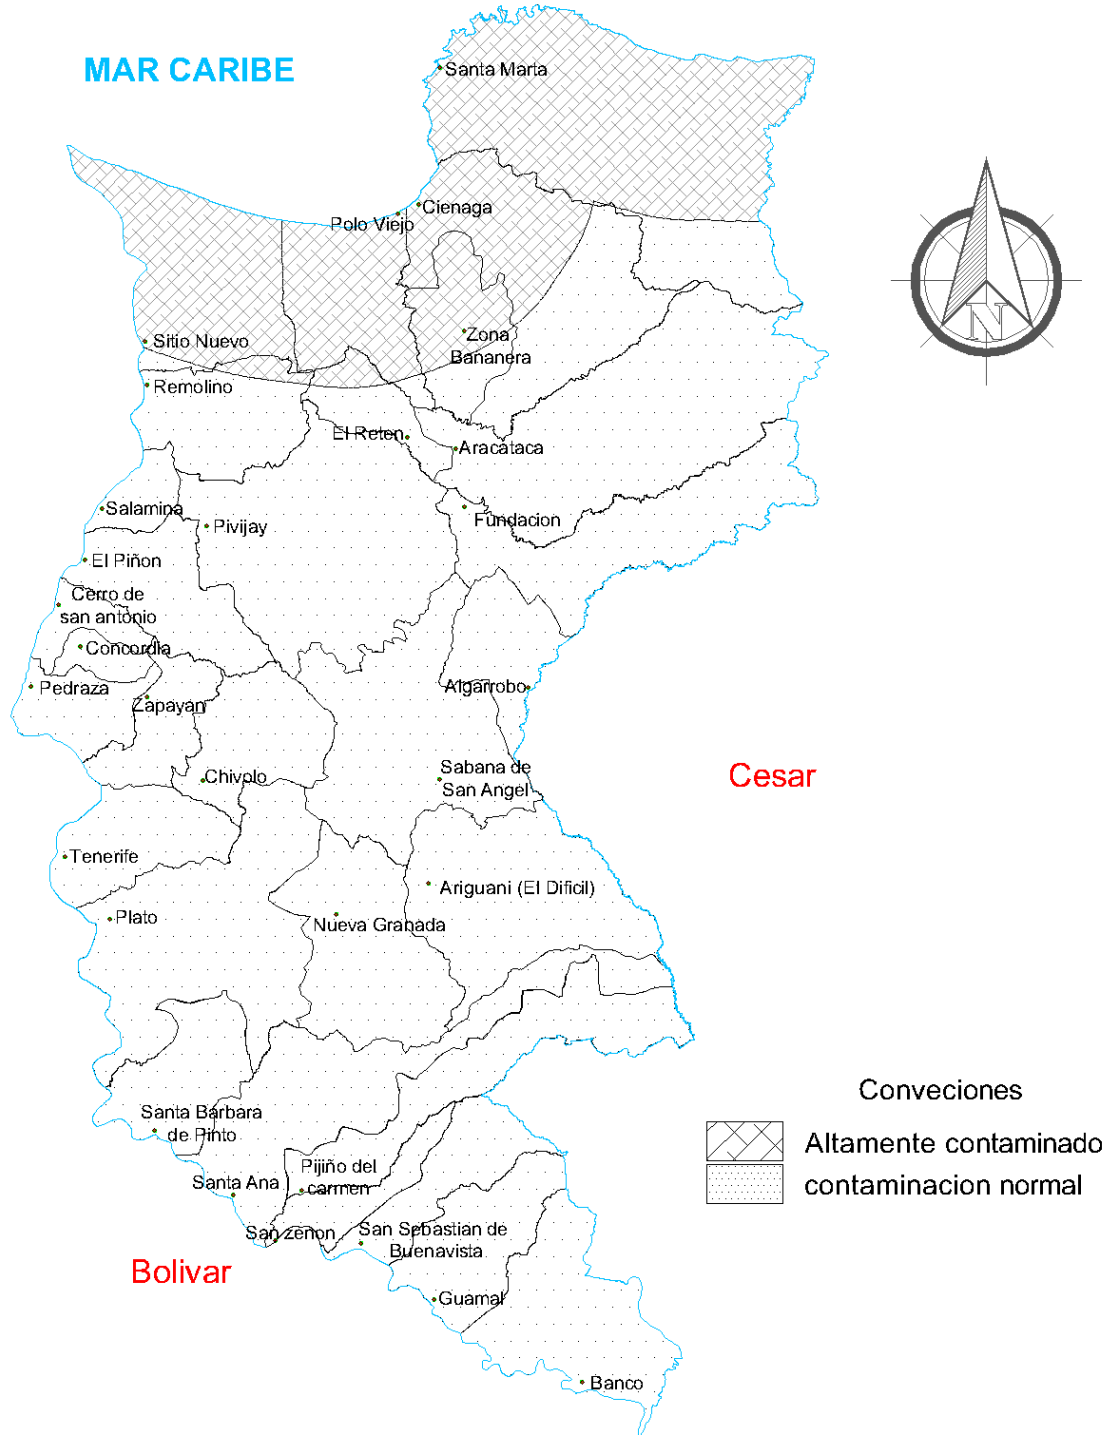 MAR CARIBE
Santa Marta
Cienaga
Polo Viejo
Sitio Nuevo
Zona
Bananera
Remolino
El Reten
Aracataca
Salamina
Pivijay
Fundacion
El Piñon
Cerro de
san antonio
Concordia
Pedraza
Zapayan
Algarrobo
Chivolo
Sabana de
San Angel
Cesar
Tenerife
Ariguani (El Dificil)
Plato
Nueva Granada
N
Conveciones
Altamente contaminado
contaminacion normal
Santa Barbara
de Pinto
Pijiño del
carmen
Santa Ana
San zenon
San Sebastian de
Buenavista
Bolivar
Guamal
Banco